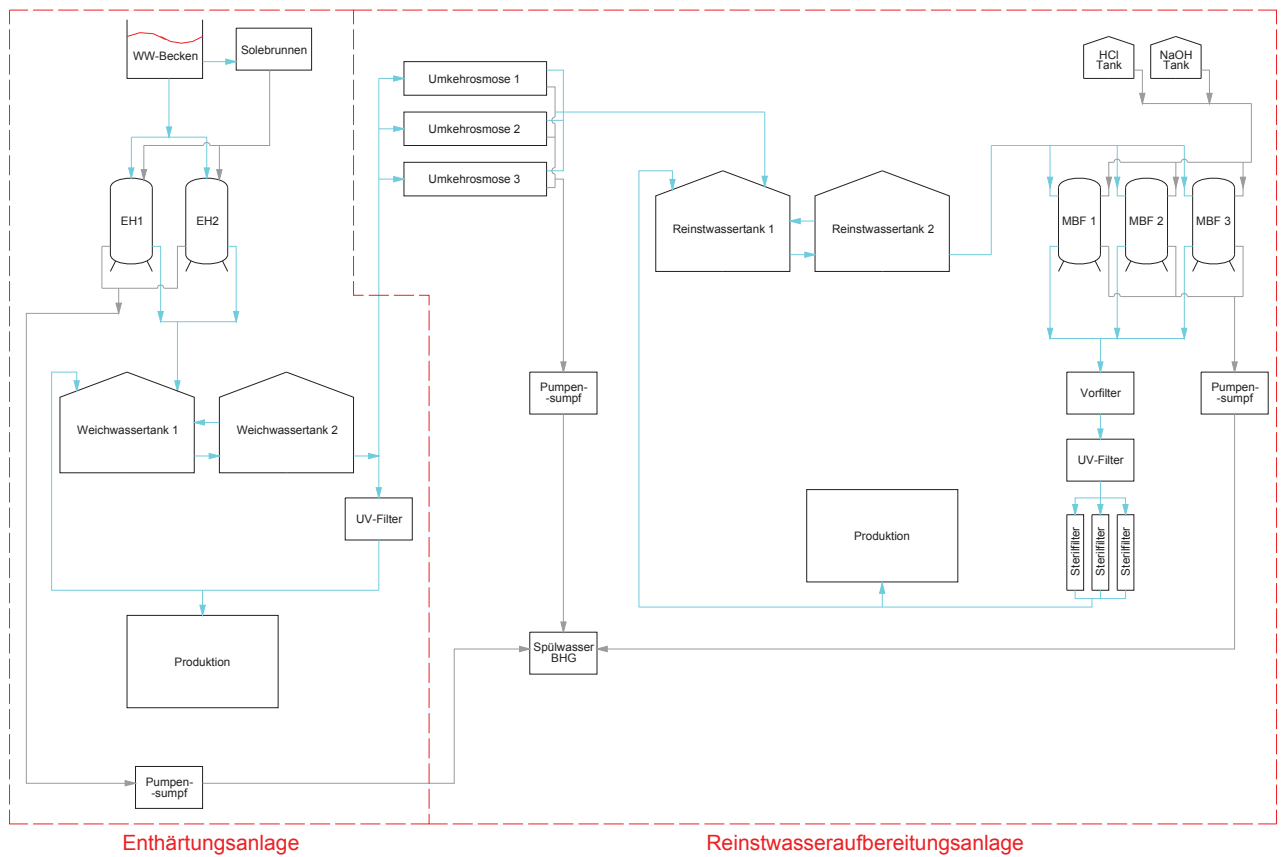 WW-Becken
Solebrunnen
Umkehrosmose 1
Umkehrosmose 2
Umkehrosmose 3
HCl
Tank
NaOH
Tank
EH1
EH2
Reinstwassertank 1
Reinstwassertank 2
MBF 1
MBF 2
MBF 3
Weichwassertank 1
Weichwassertank 2
Pumpen-
-sumpf
Vorfilter
Pumpen-
-sumpf
UV-Filter
UV-Filter
Produktion
Sterilfilter
Sterilfilter
Sterilfilter
Produktion
Spülwasser
BHG
Pumpen-
-sumpf
Enthärtungsanlage
Reinstwasseraufbereitungsanlage